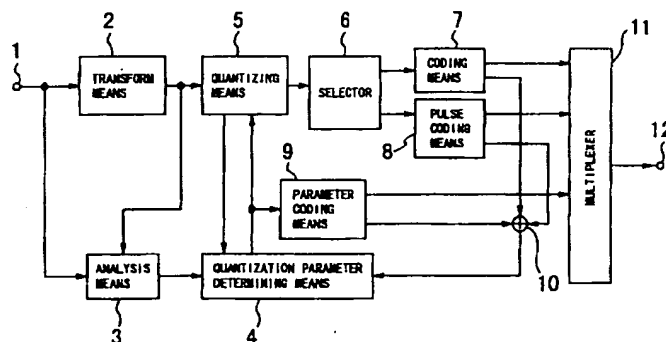 1
2
TRANSFORM
MEANS
5
QUANTIZING
MEANS
6
SELECTOR
7
CODING
MEANS
8
PULSE
CODING
MEANS
11
MULTIPLEXER
12
9
PARAMETER
CODING
MEANS
10
ANALYSIS
MEANS
3
QUANTIZATION PARAMETER
DETERMINING MEANS
4